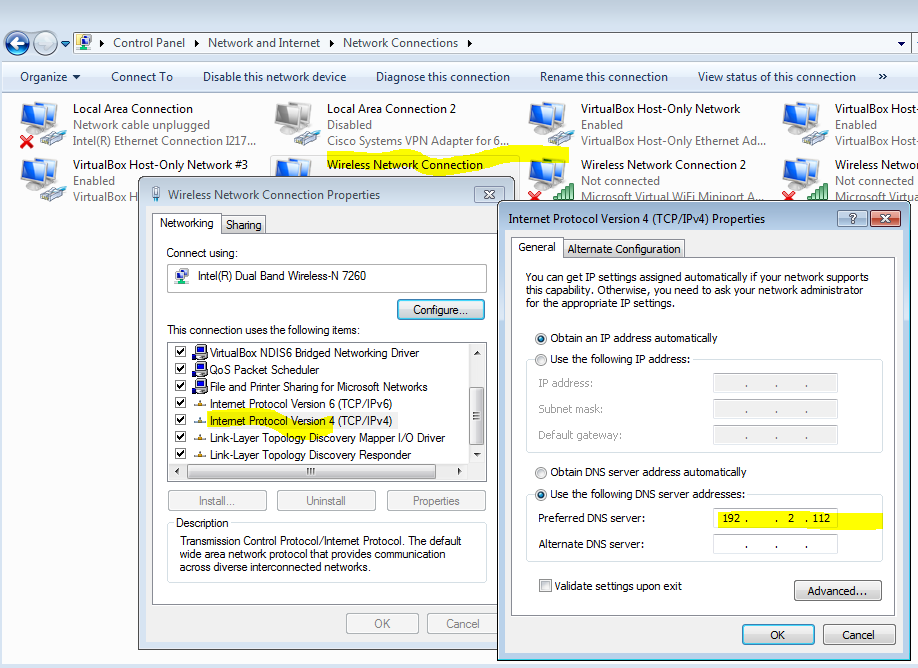 Control Panel Network and Internet Network Connections
Organize Connect To Disable this network device Diagnose this connection Rename this connection View status of this connection »
Local Area Connection
Network cable unplugged
Intel(R) Ethernet Connection I217...
Local Area Connection 2
Disabled
Cisco Systems VPN Adapter for 6...
VirtualBox Host-Only Network
Enabled
VirtualBox Host-Only Ethernet Ad...
VirtualBox Host-
Enabled
VirtualBox Host-
VirtualBox Host-Only Network #3
Enabled
VirtualBox H
Wireless Network Connection
Wireless Network Connection 2
Not connected
Microsoft Virtual WiFi Miniport A...
Wireless Networ
Not connected
Microsoft Virtua
Wireless Network Connection Properties
Networking Sharing
Connect using:
Intel(R) Dual Band Wireless-N 7260
Configure...
This connection uses the following items:
VirtualBox NDIS6 Bridged Networking Driver
QoS Packet Scheduler
File and Printer Sharing for Microsoft Networks
Internet Protocol Version 6 (TCP/IPv6)
Internet Protocol Version 4 (TCP/IPv4)
Link-Layer Topology Discovery Mapper I/O Driver
Link-Layer Topology Discovery Responder
Install... Uninstall Properties
Description
Transmission Control Protocol/Internet Protocol. The default
wide area network protocol that provides communication
across diverse interconnected networks.
OK Cancel
Internet Protocol Version 4 (TCP/IPv4) Properties
?
General Alternate Configuration
You can get IP settings assigned automatically if your network supports
this capability. Otherwise, you need to ask your network administrator
for the appropriate IP settings.
Obtain an IP address automatically
Use the following IP address:
IP address: . . .
Subnet mask: . . .
Default gateway: . . .
Obtain DNS server address automatically
Use the following DNS server addresses:
Preferred DNS server: 192 . . 2 . 112
Alternate DNS server: . . .
Validate settings upon exit
Advanced...
OK Cancel